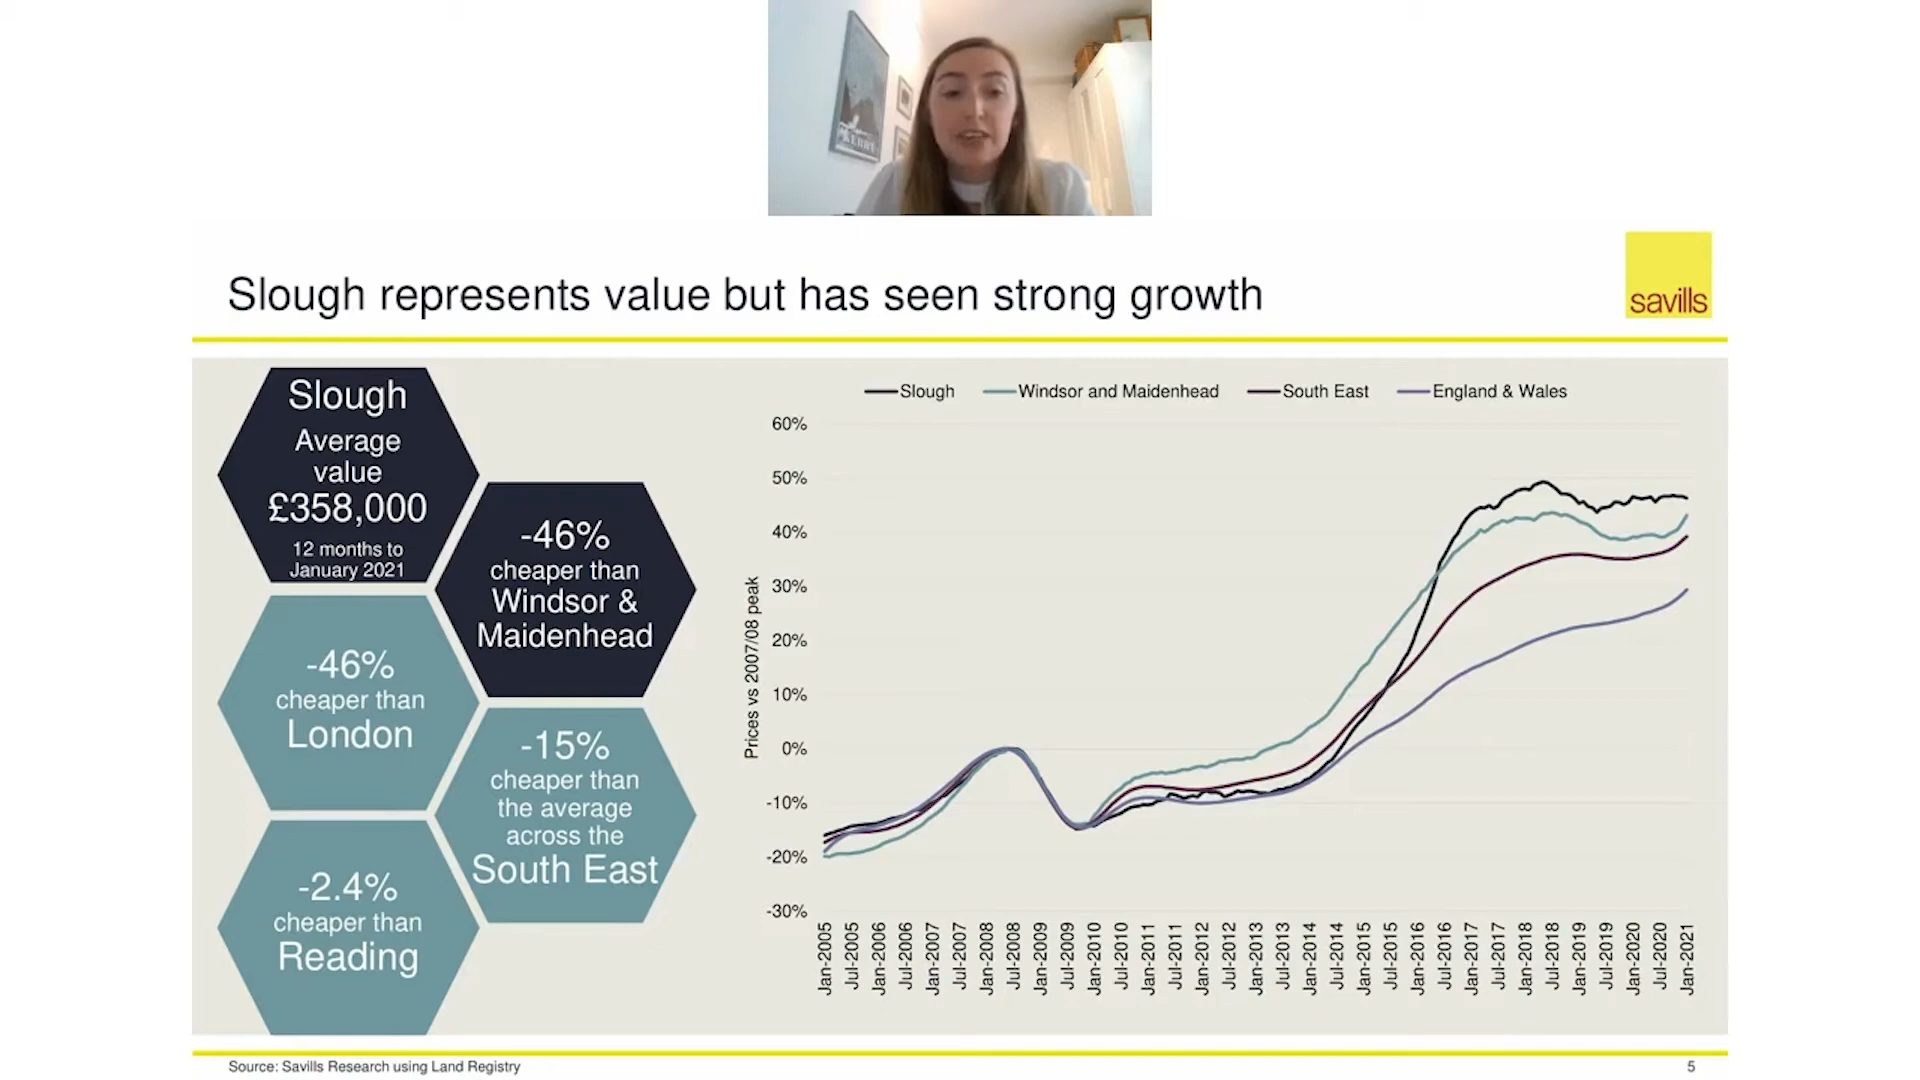 Slough represents value but has seen strong growth
savills
Slough
Average
value
£358,000
12 months to
January 2021
-46%
cheaper than
Windsor &
Maidenhead
-46%
cheaper than
London
-15%
cheaper than
the average
across the
South East
-2.4%
cheaper than
Reading
Slough Windsor and Maidenhead South East England & Wales
Prices vs 2007/08 peak
60%
50%
40%
30%
20%
10%
0%
-10%
-20%
-30%
Jan-2005
Jul-2005
Jan-2006
Jul-2006
Jan-2007
Jul-2007
Jan-2008
Jul-2008
Jan-2009
Jul-2009
Jan-2010
Jul-2010
Jan-2011
Jul-2011
Jan-2012
Jul-2012
Jan-2013
Jul-2013
Jan-2014
Jul-2014
Jan-2015
Jul-2015
Jan-2016
Jul-2016
Jan-2017
Jul-2017
Jan-2018
Jul-2018
Jan-2019
Jul-2019
Jan-2020
Jul-2020
Jan-2021
Source: Savills Research using Land Registry
5